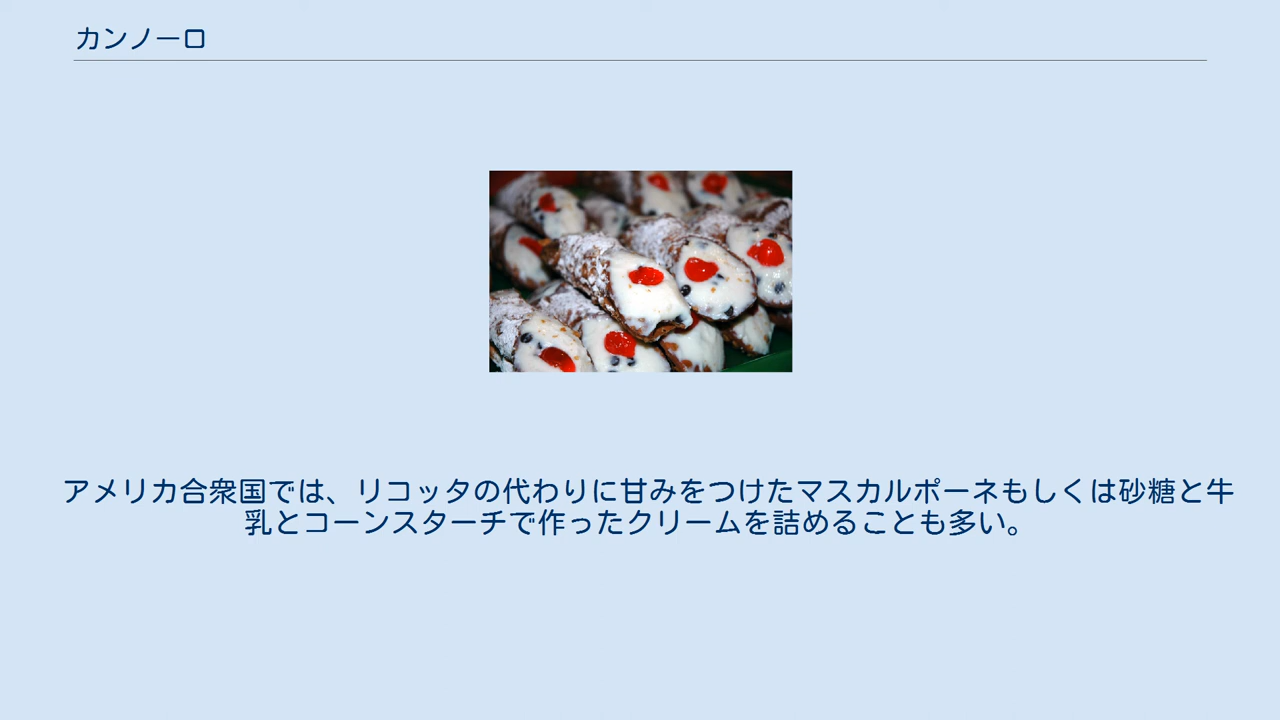 カンノーロ
アメリカ合衆国では、リコッタの代わりに甘みをつけたマスカルポーネもしくは砂糖と牛
乳とコーンスターチで作ったクリームを詰めることも多い。